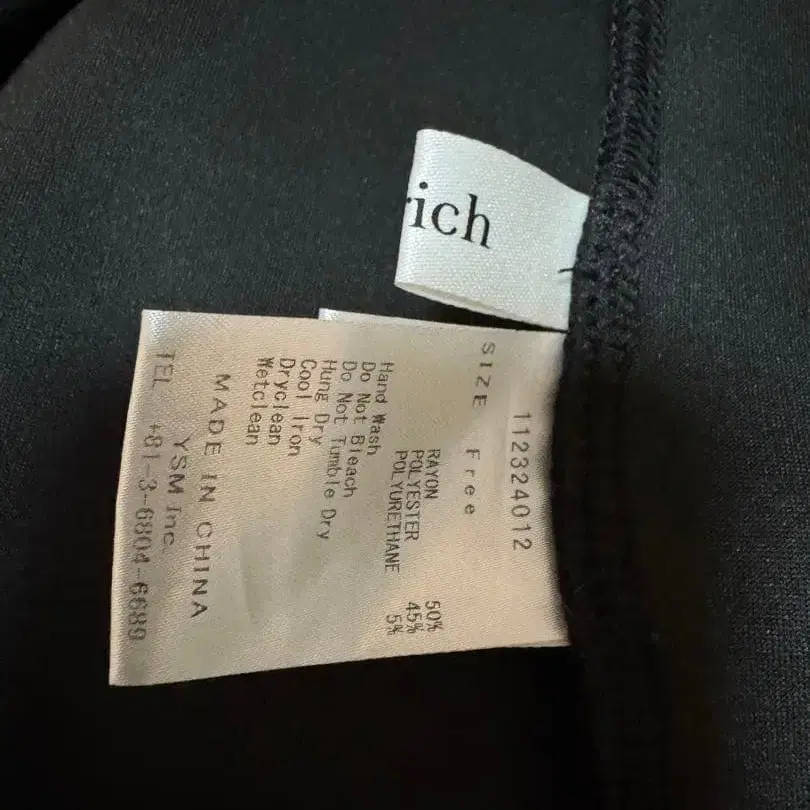 ich
112324012
SIZE Free
RAYON 50%
POLYESTER 45%
POLYURETHANE 5%
Hand Wash
Do Not Bleach
Do Not Tumble Dry
Hung Dry
Cool Iron
Dryclean
Wetclean
MADE IN CHINA
YSM Inc.
TEL +81-3-6804-6689